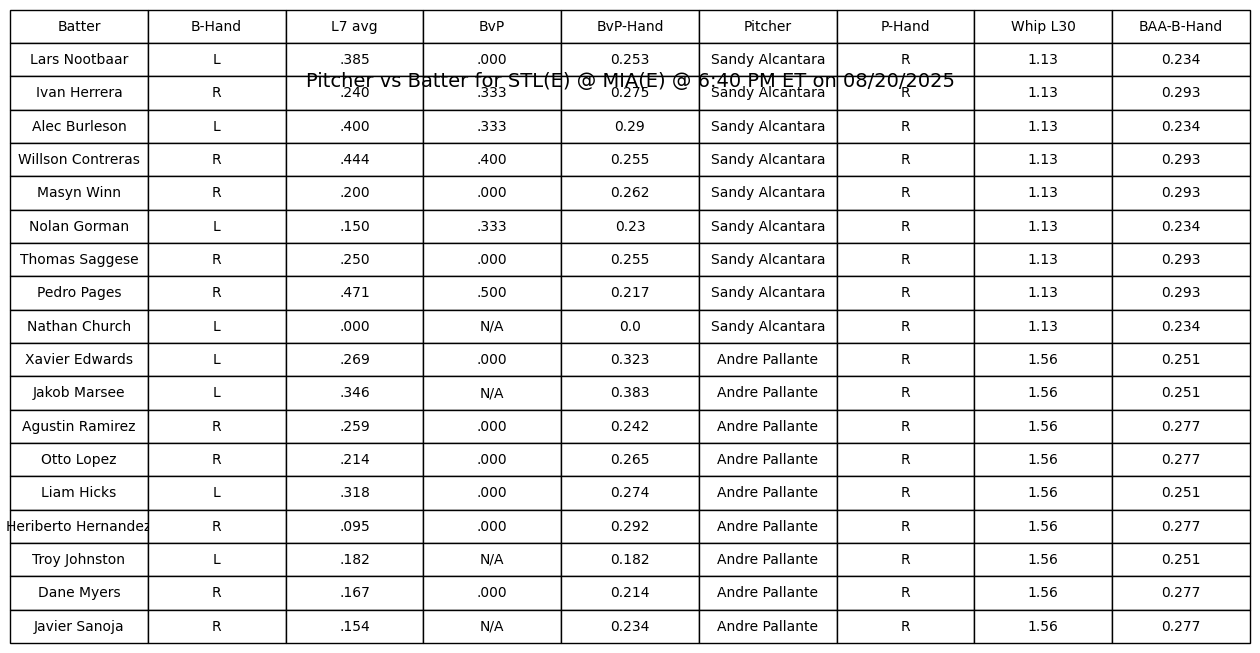 Batter B-Hand L7 avg BvP BvP-Hand Pitcher P-Hand Whip L30 BAA-B-Hand
Lars Nootbaar L .385 .000 0.253 Sandy Alcantara R 1.13 0.234
Pitcher vs Batter for STL(E) @ MIA(E) @ 6:40 PM ET on 08/20/2025
Ivan Herrera R .240 .333 0.275 Sandy Alcantara R 1.13 0.293
Alec Burleson L .400 .333 0.29 Sandy Alcantara R 1.13 0.234
Willson Contreras R .444 .400 0.255 Sandy Alcantara R 1.13 0.293
Masyn Winn R .200 .000 0.262 Sandy Alcantara R 1.13 0.293
Nolan Gorman L .150 .333 0.23 Sandy Alcantara R 1.13 0.234
Thomas Saggese R .250 .000 0.255 Sandy Alcantara R 1.13 0.293
Pedro Pages R .471 .500 0.217 Sandy Alcantara R 1.13 0.293
Nathan Church L .000 N/A 0.0 Sandy Alcantara R 1.13 0.234
Xavier Edwards L .269 .000 0.323 Andre Pallante R 1.56 0.251
Jakob Marsee L .346 N/A 0.383 Andre Pallante R 1.56 0.251
Agustin Ramirez R .259 .000 0.242 Andre Pallante R 1.56 0.277
Otto Lopez R .214 .000 0.265 Andre Pallante R 1.56 0.277
Liam Hicks L .318 .000 0.274 Andre Pallante R 1.56 0.251
Heriberto Hernandez R .095 .000 0.292 Andre Pallante R 1.56 0.277
Troy Johnston L .182 N/A 0.182 Andre Pallante R 1.56 0.251
Dane Myers R .167 .000 0.214 Andre Pallante R 1.56 0.277
Javier Sanoja R .154 N/A 0.234 Andre Pallante R 1.56 0.277